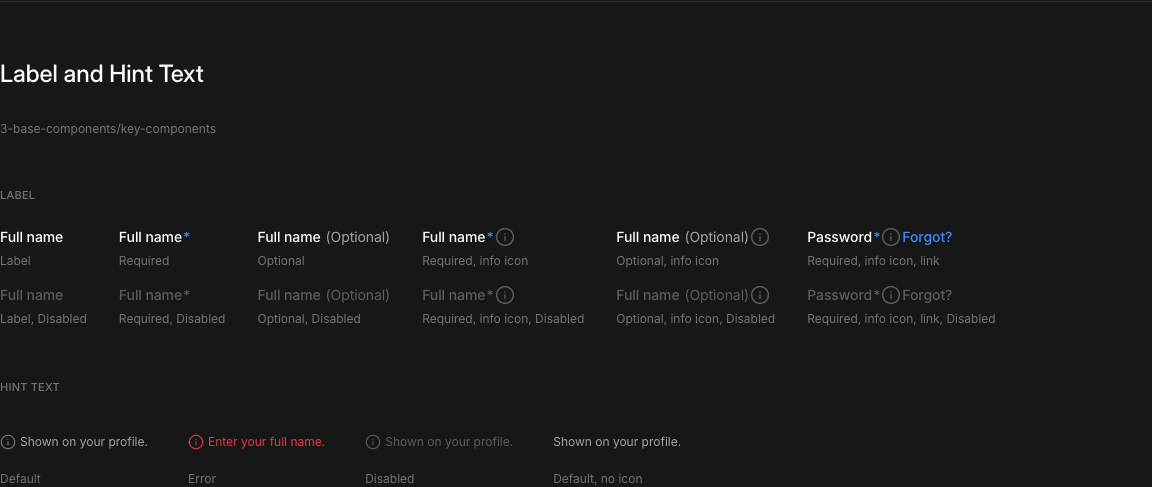 Label and Hint Text
3-base-components/key-components
LABEL
Full name Full name* Full name (Optional) Full name* Full name (Optional) Password* Forgot?
Label Required Optional Required, info icon Optional, info icon Required, info icon, link
Full name Full name* Full name (Optional) Full name* Full name (Optional) Password* Forgot?
Label, Disabled Required, Disabled Optional, Disabled Required, info icon, Disabled Optional, info icon, Disabled Required, info icon, link, Disabled
HINT TEXT
Shown on your profile. Enter your full name. Shown on your profile. Shown on your profile.
Default Error Disabled Default, no icon